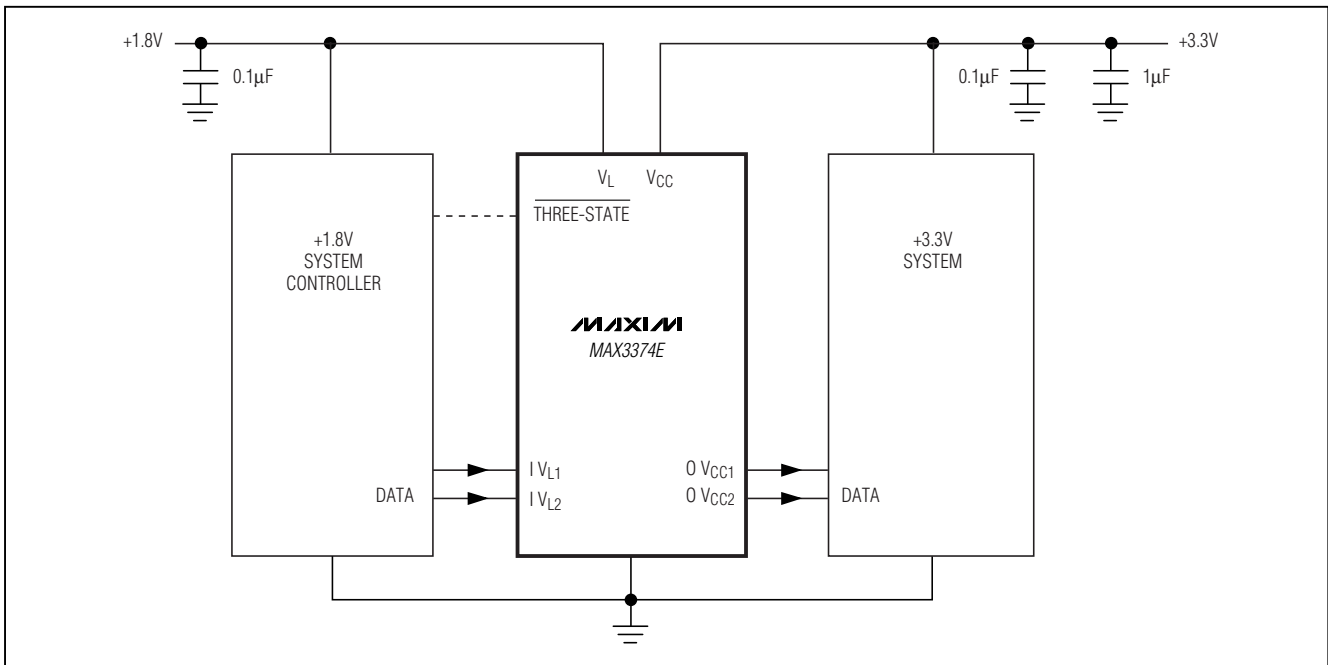 +1.8V
+3.3V
0.1µF
0.1µF
1µF
VL VCC
THREE-STATE
+1.8V
SYSTEM
CONTROLLER
+3.3V
SYSTEM
MAXIM
MAX3374E
I VL1
O VCC1
DATA
I VL2
O VCC2
DATA